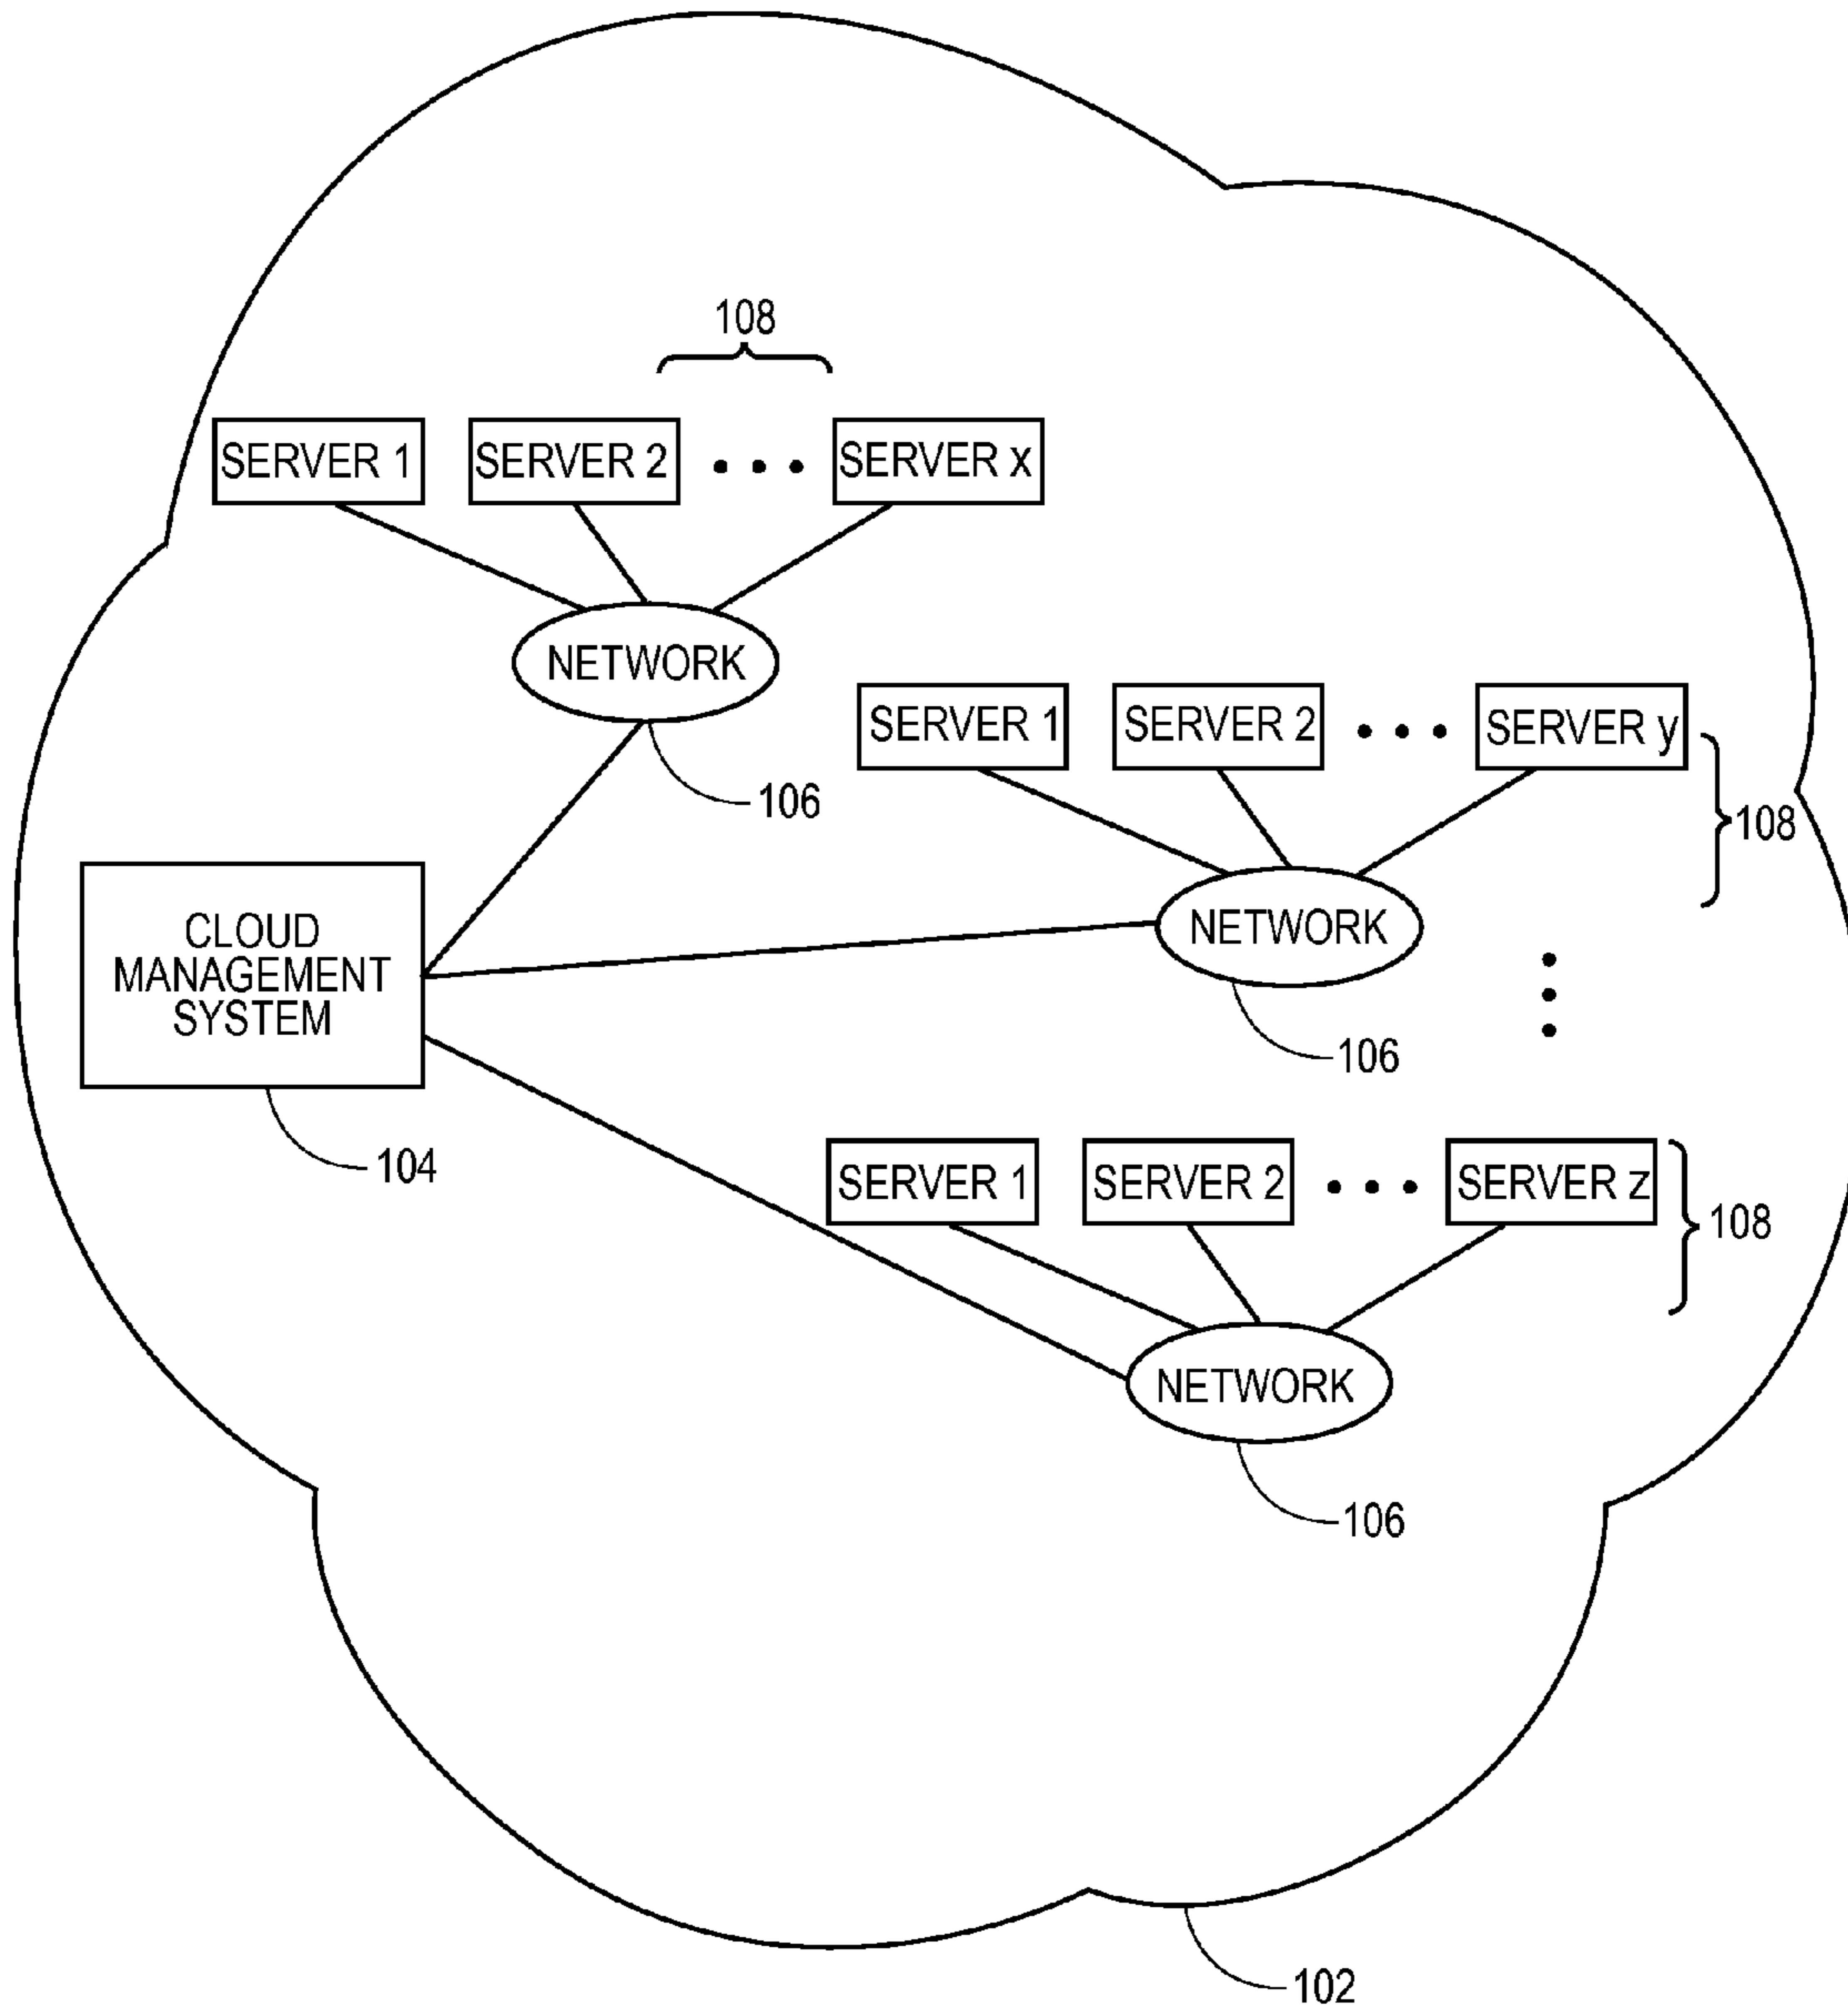 108
SERVER 1
SERVER 2
SERVER x
NETWORK
106
SERVER 1
SERVER 2
SERVER y
108
NETWORK
106
CLOUD
MANAGEMENT
SYSTEM
104
SERVER 1
SERVER 2
SERVER z
108
NETWORK
106
102